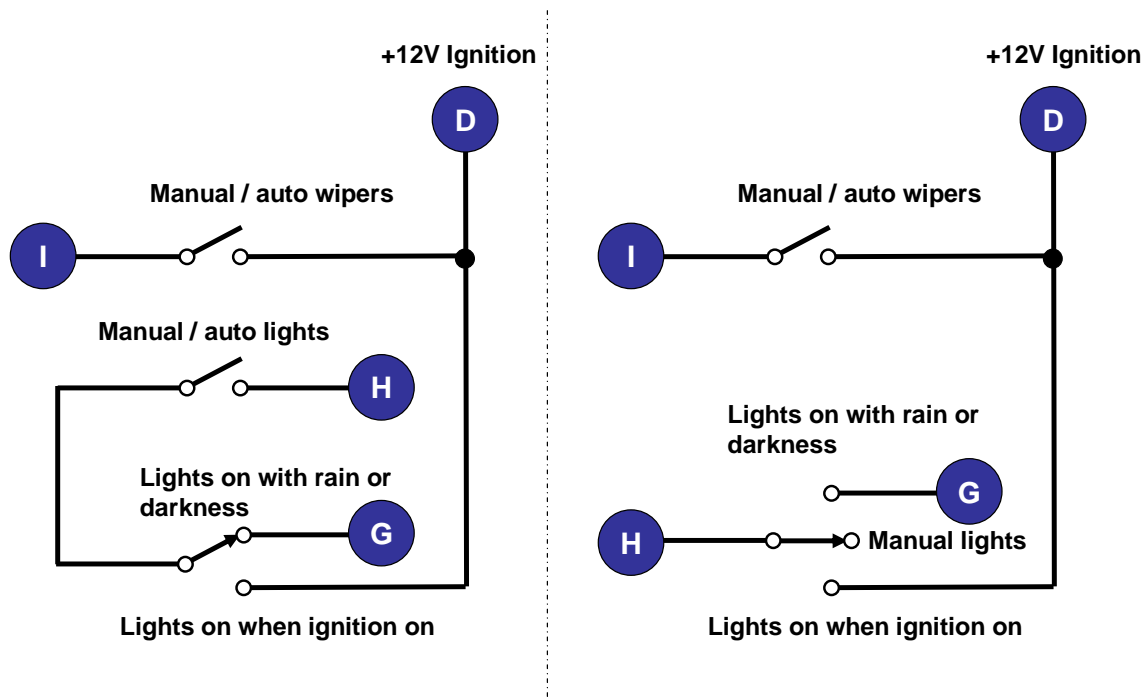 +12V Ignition
D
Manual / auto wipers
I
Manual / auto lights
H
Lights on with rain or
darkness
G
Lights on when ignition on
+12V Ignition
D
Manual / auto wipers
I
Lights on with rain or
darkness
G
H
Manual lights
Lights on when ignition on